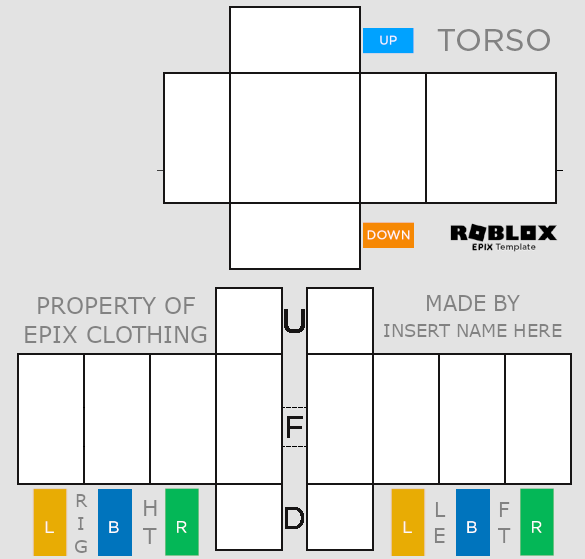 UP
TORSO
DOWN
ROBLOX
EPIX Template
PROPERTY OF
EPIX CLOTHING
U
MADE BY
INSERT NAME HERE
F
L
RIG
B
HT
R
D
L
LE
B
FT
R